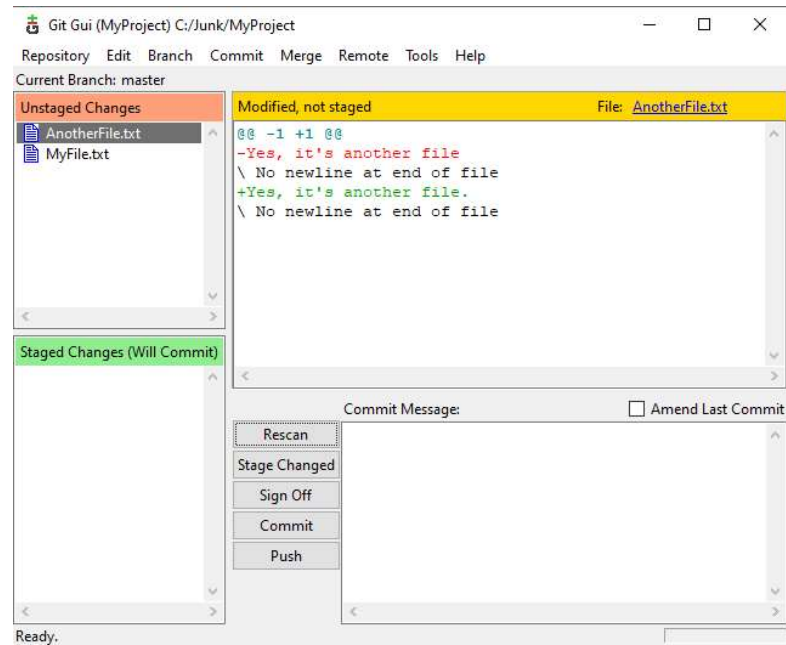 Git Gui (MyProject) C:/Junk/MyProject
Repository Edit Branch Commit Merge Remote Tools Help
Current Branch: master
Unstaged Changes
AnotherFile.txt
MyFile.txt
Modified, not staged File: AnotherFile.txt
@@ -1 +1 @@
-Yes, it's another file
\ No newline at end of file
+Yes, it's another file.
\ No newline at end of file
Staged Changes (Will Commit)
Commit Message: Amend Last Commit
Rescan
Stage Changed
Sign Off
Commit
Push
Ready.